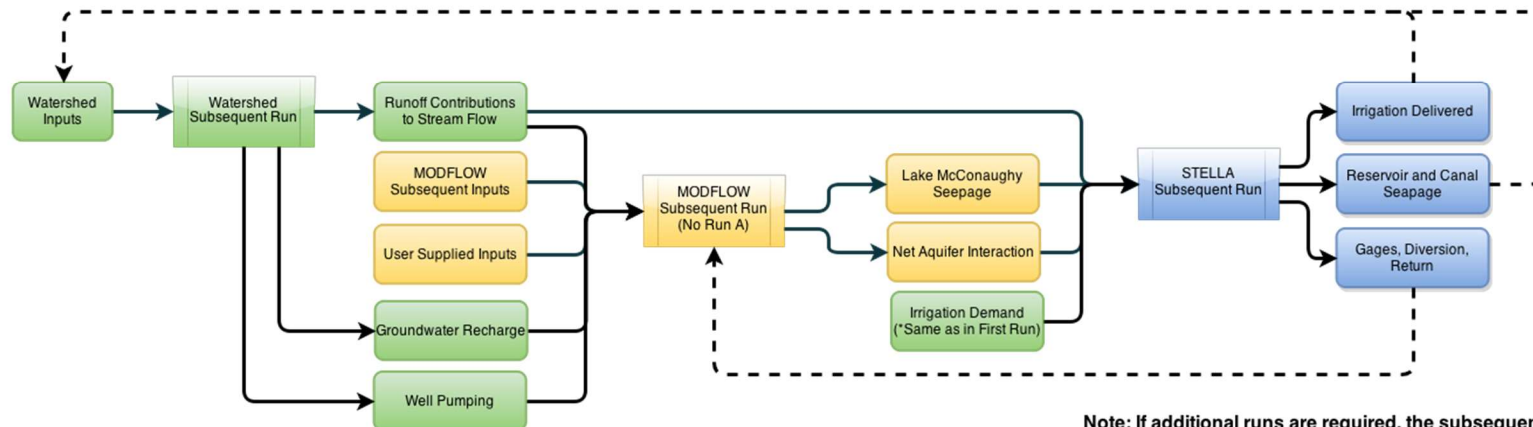 Watershed
Inputs
Watershed
Subsequent Run
Runoff Contributions
to Stream Flow
MODFLOW
Subsequent Inputs
User Supplied Inputs
Groundwater Recharge
Well Pumping
MODFLOW
Subsequent Run
(No Run A)
Lake McConaughy
Seepage
Net Aquifer Interaction
Irrigation Demand
(*Same as in First Run)
STELLA
Subsequent Run
Irrigation Delivered
Reservoir and Canal
Seapage
Gages, Diversion,
Return
Note: If additional runs are required, the subsequen